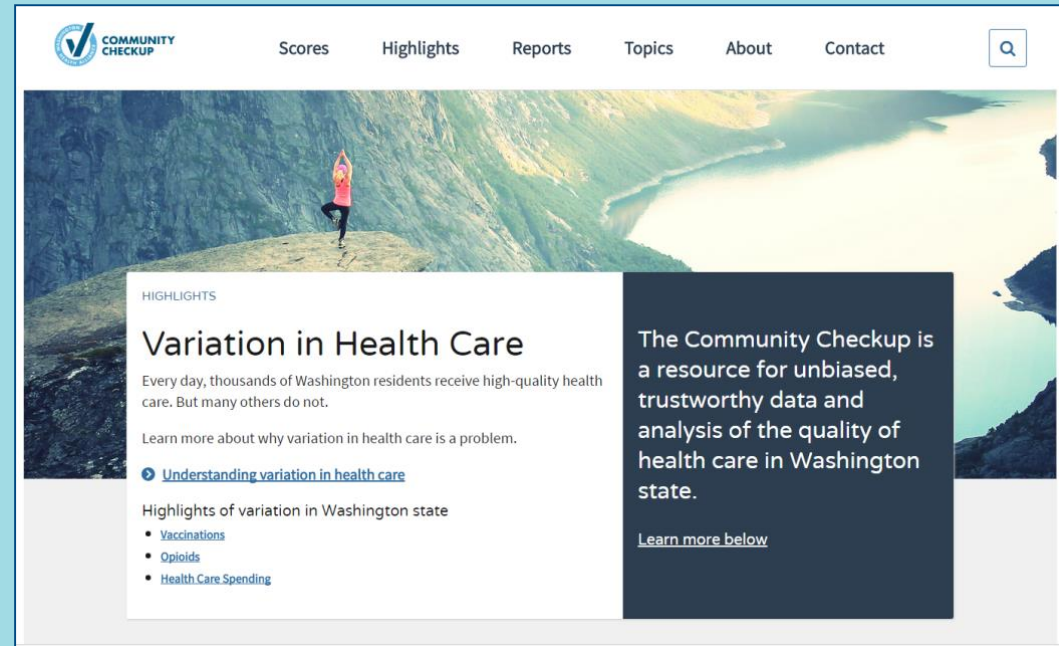 COMMUNITY
CHECKUP
Scores
Highlights
Reports
Topics
About
Contact
HIGHLIGHTS
Variation in Health Care
Every day, thousands of Washington residents receive high-quality health
care. But many others do not.
Learn more about why variation in health care is a problem.
Understanding variation in health care
Highlights of variation in Washington state
• Vaccinations
• Opioids
• Health Care Spending
The Community Checkup is
a resource for unbiased,
trustworthy data and
analysis of the quality of
health care in Washington
state.
Learn more below